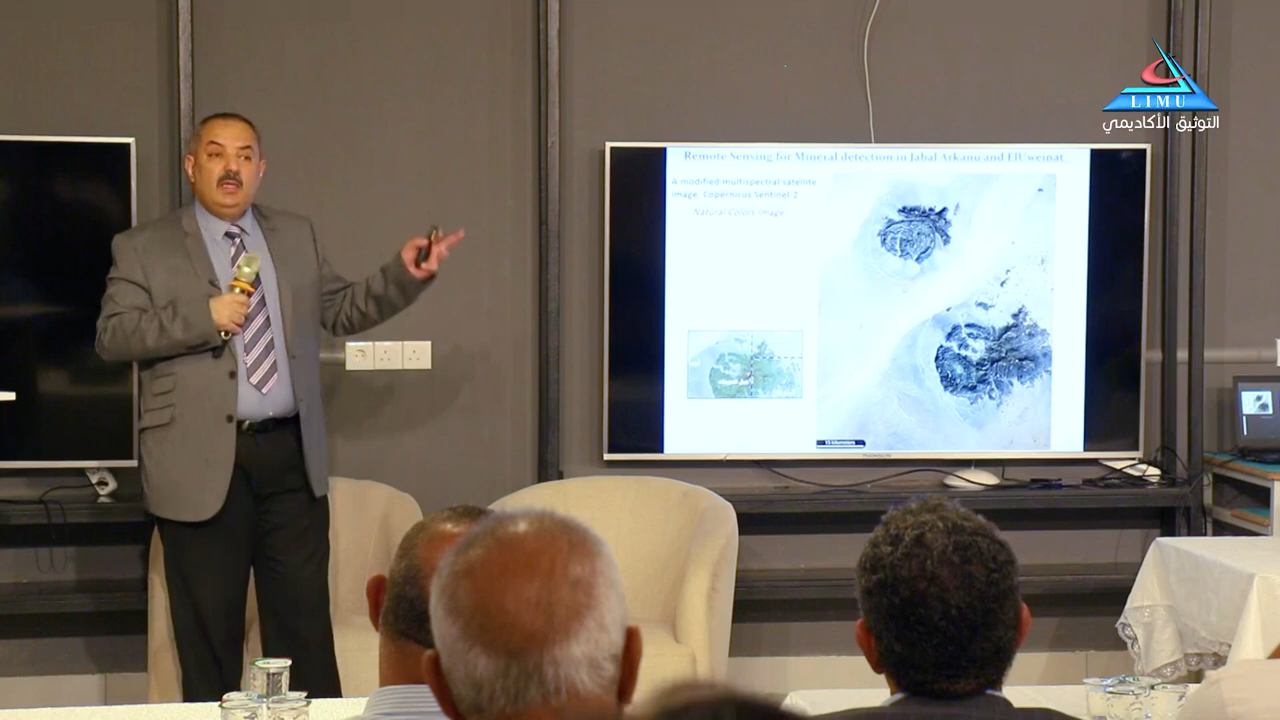 LIMU
التوثيق الأكاديمي
Remote Sensing for Mineral detection in Jabal Arkanu and ElUweinat
A modified multispectral satellite
image. Copernicus Sentinel-2
Natural Colors image
THOMSON